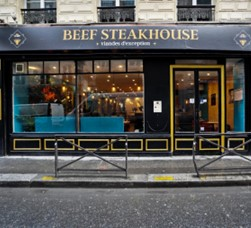 BEEF STEAKHOUSE
• viandes d'exception •